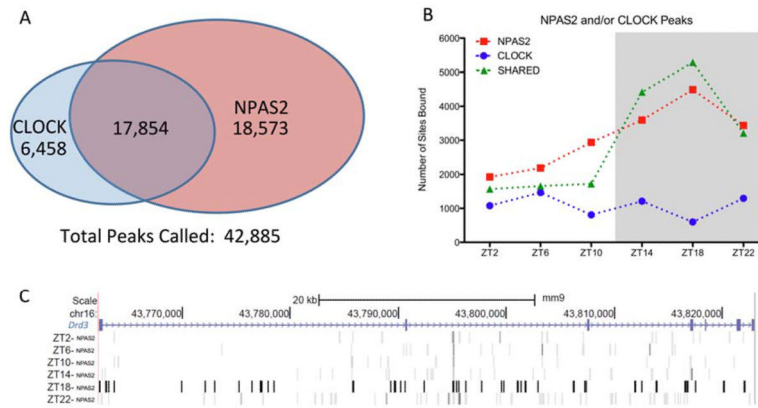 A
CLOCK
6,458
17,854
NPAS2
18,573
Total Peaks Called: 42,885
B
NPAS2 and/or CLOCK Peaks
NPAS2
CLOCK
SHARED
Number of Sites Bound
6000
5000
4000
3000
2000
1000
0
ZT2
ZT6
ZT10
ZT14
ZT18
ZT22
C
Scale
20 kb
mm9
chr16:
43,770,000
43,780,000
43,790,000
43,800,000
43,810,000
43,820,000
Drd3
ZT2- NPAS2
ZT6- NPAS2
ZT10- NPAS2
ZT14- NPAS2
ZT18- NPAS2
ZT22- NPAS2